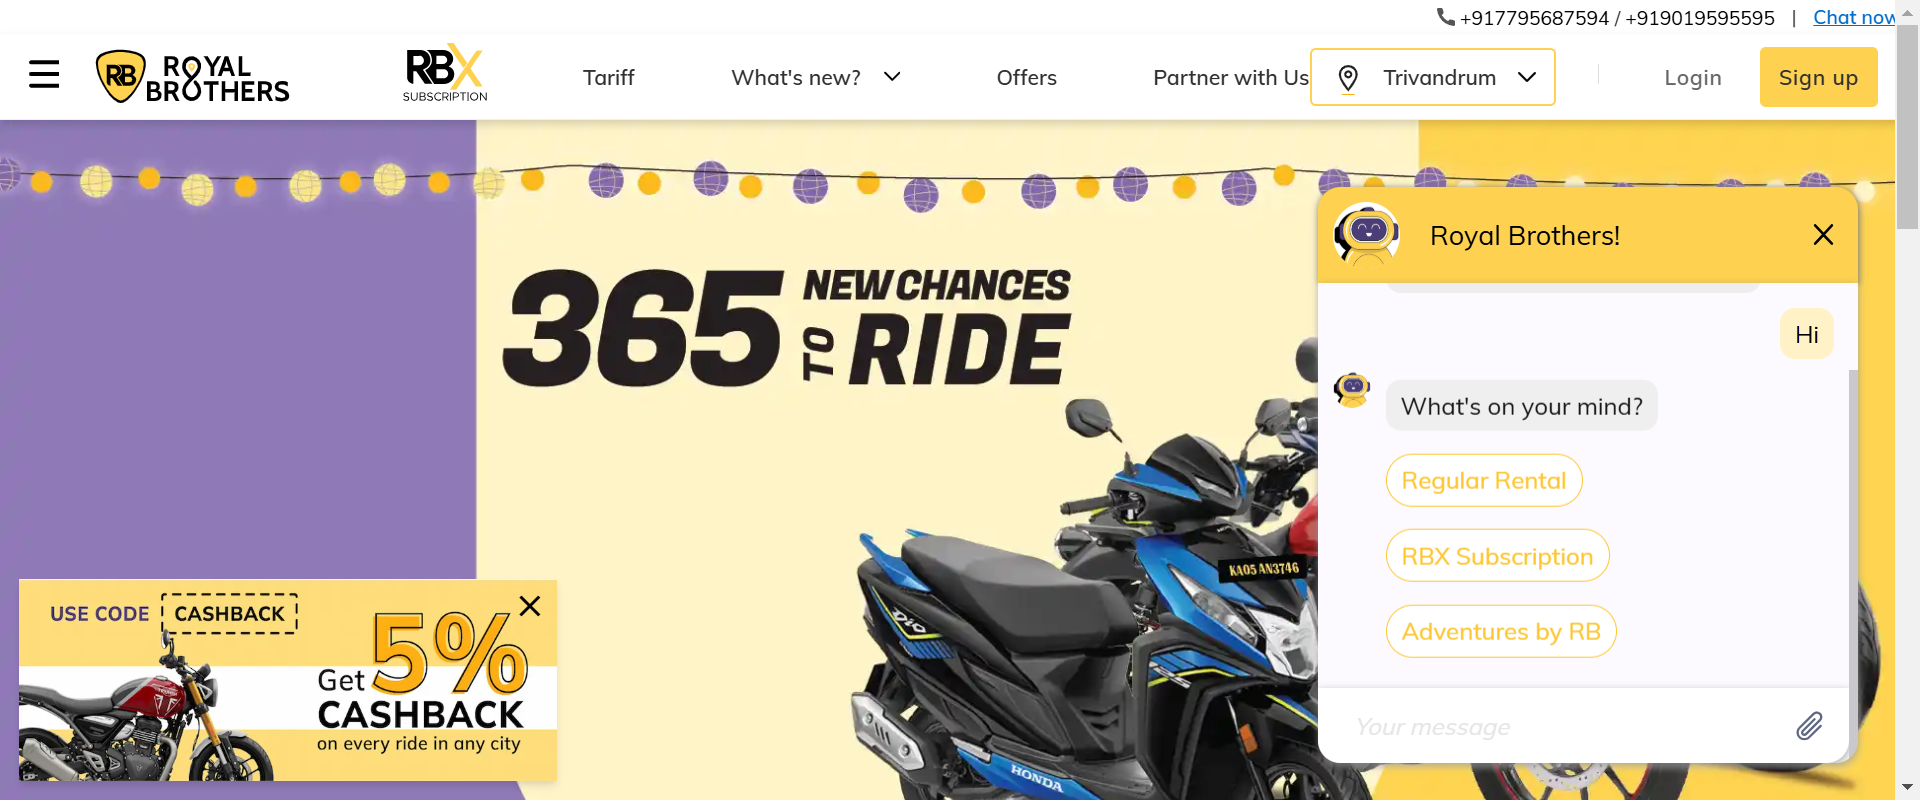 +917795687594 / +919019595595 | Chat now
RB ROYAL BROTHERS
RBX SUBSCRIPTION
Tariff
What's new?
Offers
Partner with Us
Trivandrum
Login
Sign up
365 NEW CHANCES TO RIDE
Royal Brothers!
Hi
What's on your mind?
Regular Rental
RBX Subscription
Adventures by RB
Your message
KA05 AN3746
DIO
HONDA
USE CODE CASHBACK
Get 5%
CASHBACK
on every ride in any city